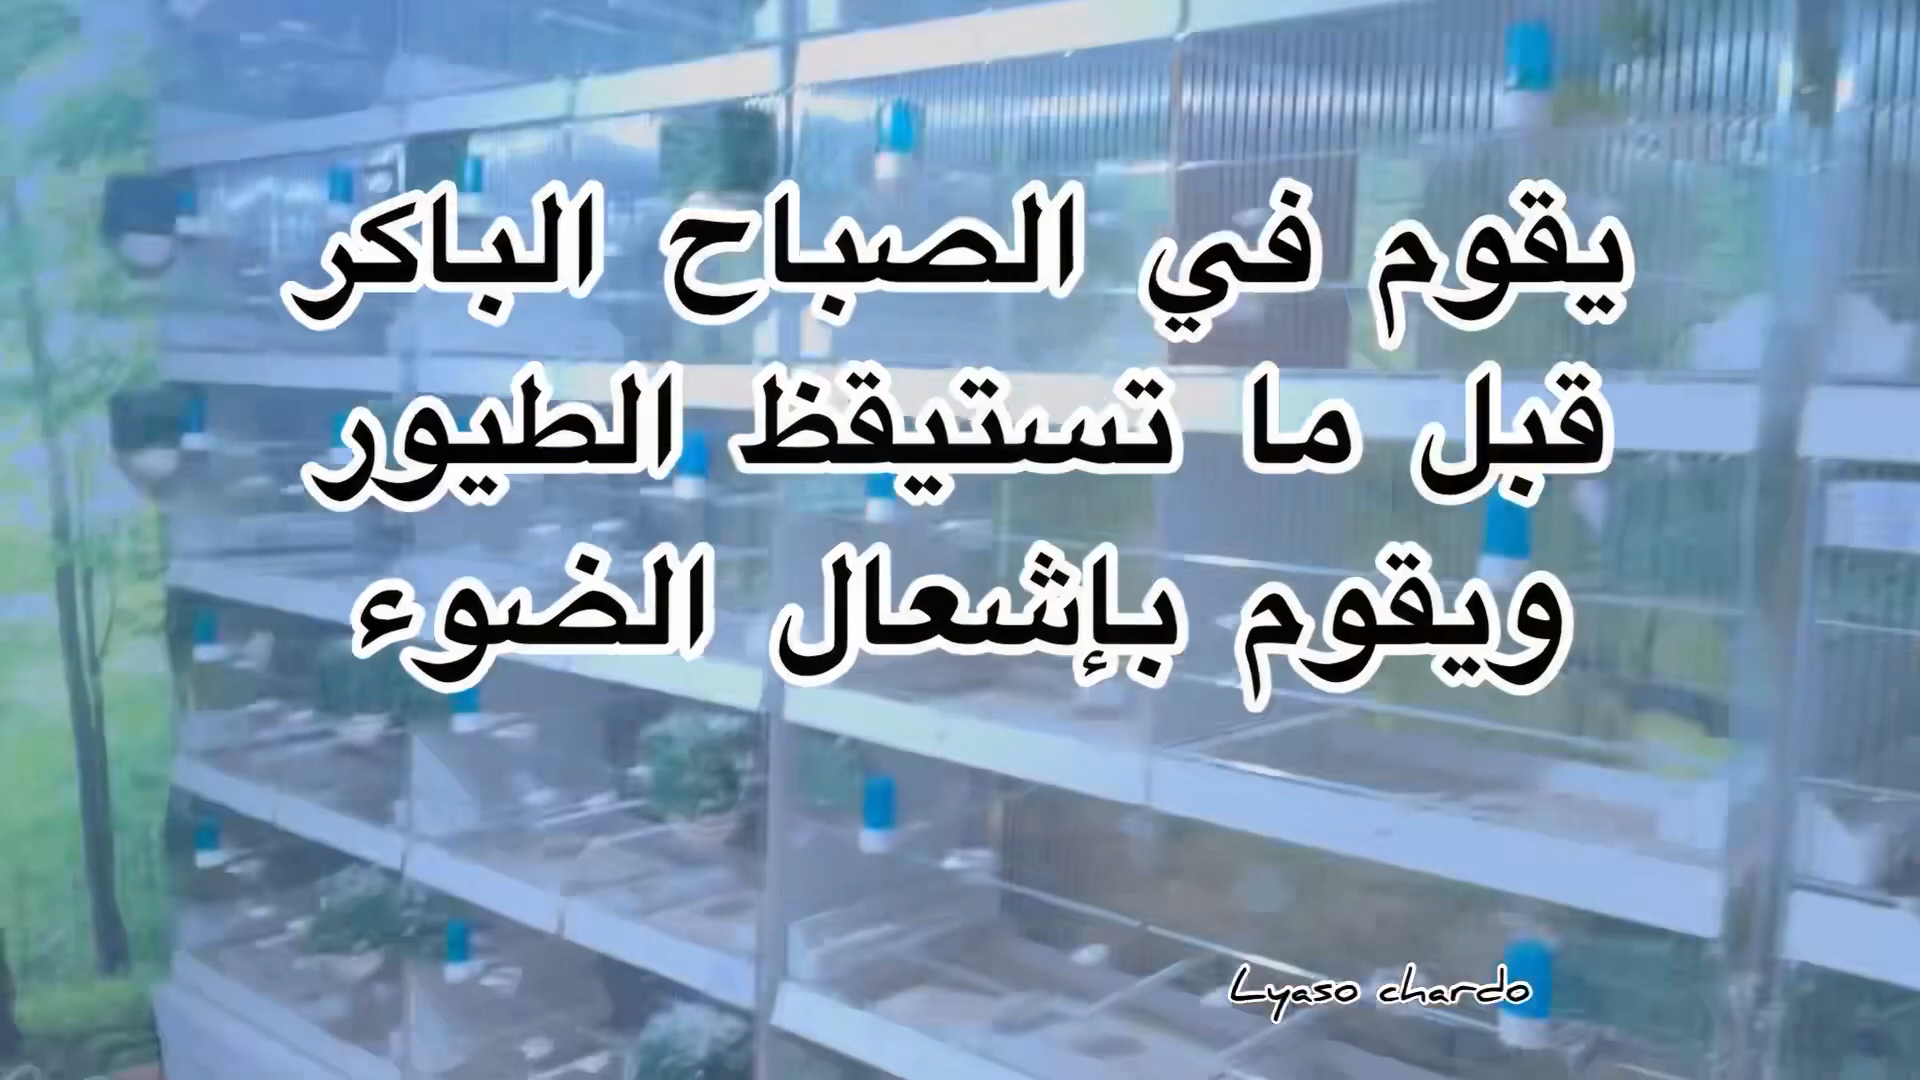 يقوم في الصباح الباكر
قبل ما تستيقظ الطيور
ويقوم بإشعال الضوء
Lyaso chardo